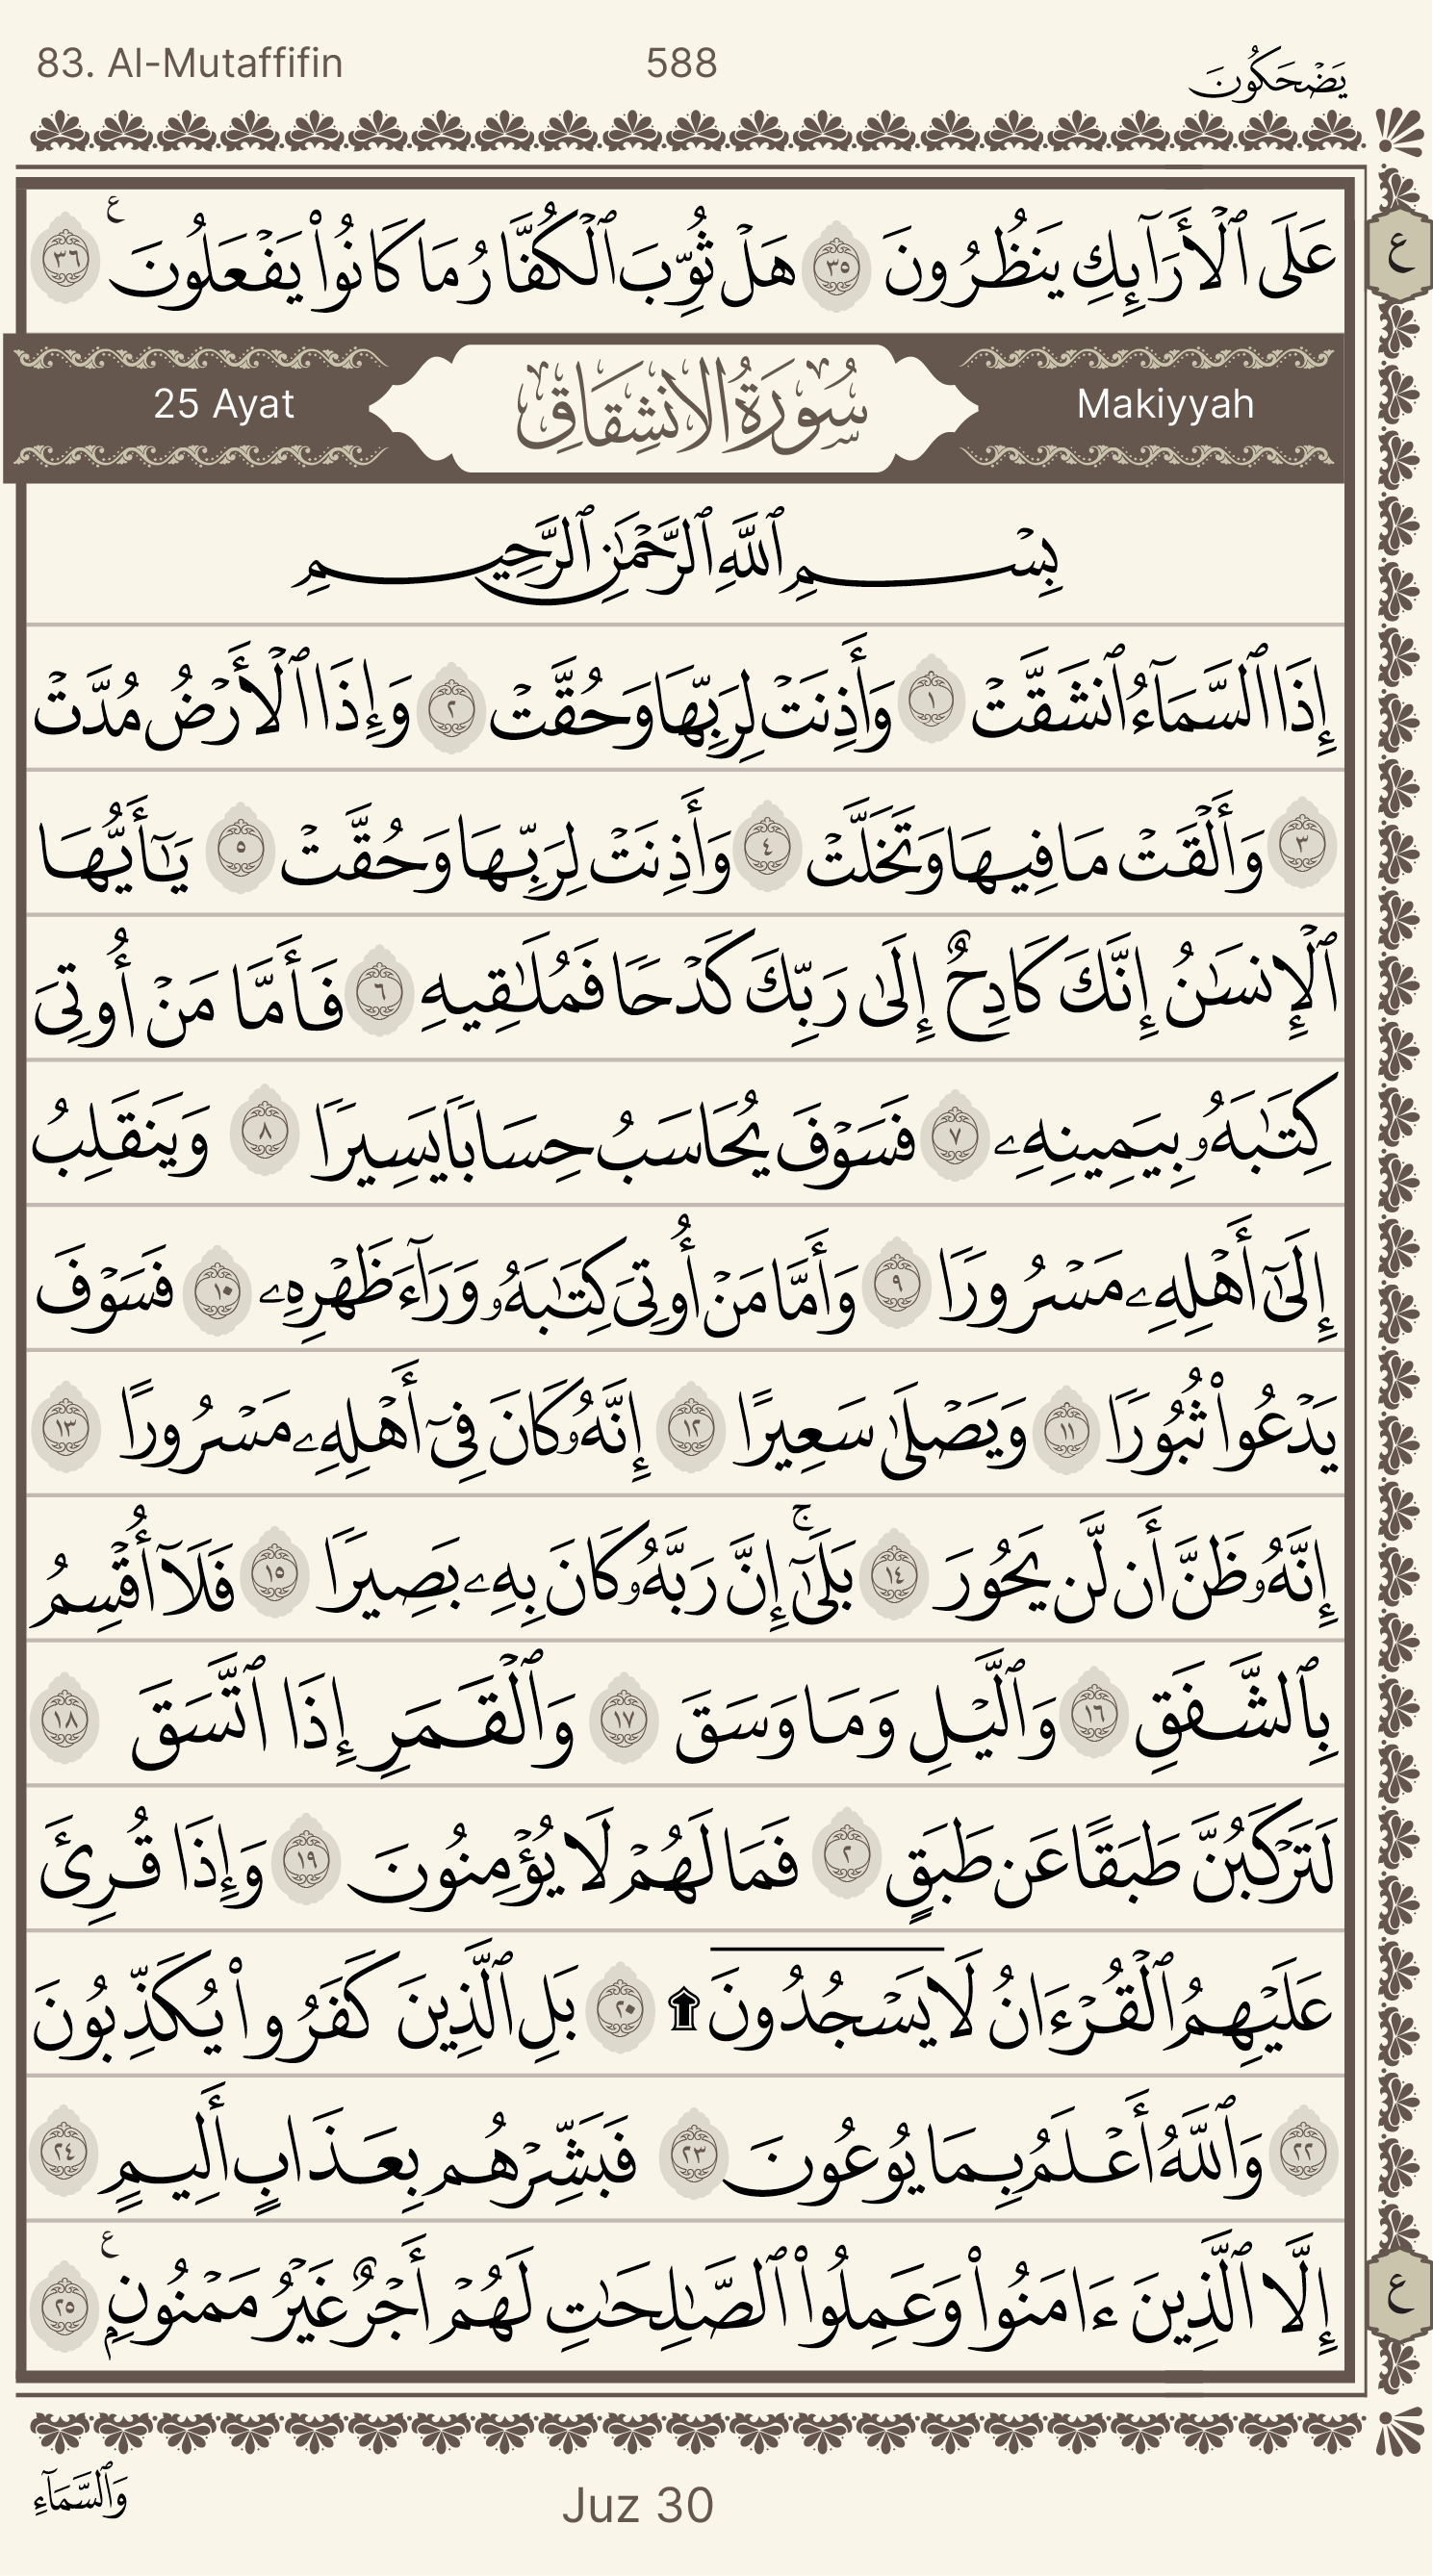 83. Al-Mutaffifin 588 يَضْحَكُونَ
عَلَى ٱلْأَرَآئِكِ يَنظُرُونَ ٣٥ هَلْ ثُوِّبَ ٱلْكُفَّارُ مَا كَانُوا۟ يَفْعَلُونَ ۚع ٣٦
ع
Makiyyah سُورَةُ الانشِقَاقِ 25 Ayat
بِسْمِ ٱللَّهِ ٱلرَّحْمَٰنِ ٱلرَّحِيمِ
إِذَا ٱلسَّمَآءُ ٱنشَقَّتْ ١ وَأَذِنَتْ لِرَبِّهَا وَحُقَّتْ ٢ وَإِذَا ٱلْأَرْضُ مُدَّتْ
٣ وَأَلْقَتْ مَا فِيهَا وَتَخَلَّتْ ٤ وَأَذِنَتْ لِرَبِّهَا وَحُقَّتْ ٥ يَٰٓأَيُّهَا
ٱلْإِنسَٰنُ إِنَّكَ كَادِحٌ إِلَىٰ رَبِّكَ كَدْحًا فَمُلَٰقِيهِ ٦ فَأَمَّا مَنْ أُوتِىَ
كِتَٰبَهُۥ بِيَمِينِهِۦ ٧ فَسَوْفَ يُحَاسَبُ حِسَابًا يَسِيرًا ٨ وَيَنقَلِبُ
إِلَىٰٓ أَهْلِهِۦ مَسْرُورًا ٩ وَأَمَّا مَنْ أُوتِىَ كِتَٰبَهُۥ وَرَآءَ ظَهْرِهِۦ ١٠ فَسَوْفَ
يَدْعُوا۟ ثُبُورًا ١١ وَيَصْلَىٰ سَعِيرًا ١٢ إِنَّهُۥ كَانَ فِىٓ أَهْلِهِۦ مَسْرُورًا ١٣
إِنَّهُۥ ظَنَّ أَن لَّن يَحُورَ ١٤ بَلَىٰٓ ۚ إِنَّ رَبَّهُۥ كَانَ بِهِۦ بَصِيرًا ١٥ فَلَآ أُقْسِمُ
بِٱلشَّفَقِ ١٦ وَٱلَّيْلِ وَمَا وَسَقَ ١٧ وَٱلْقَمَرِ إِذَا ٱتَّسَقَ ١٨
لَتَرْكَبُنَّ طَبَقًا عَن طَبَقٍ ٢ فَمَا لَهُمْ لَا يُؤْمِنُونَ ١٩ وَإِذَا قُرِئَ
عَلَيْهِمُ ٱلْقُرْءَانُ لَا يَسْجُدُونَ ۩ ٢٠ بَلِ ٱلَّذِينَ كَفَرُوا۟ يُكَذِّبُونَ
٢٢ وَٱللَّهُ أَعْلَمُ بِمَا يُوعُونَ ٢٣ فَبَشِّرْهُم بِعَذَابٍ أَلِيمٍ ٢٤
إِلَّا ٱلَّذِينَ ءَامَنُوا۟ وَعَمِلُوا۟ ٱلصَّٰلِحَٰتِ لَهُمْ أَجْرٌ غَيْرُ مَمْنُونٍۭ ع ٢٥
ع
وَٱلسَّمَآءِ Juz 30